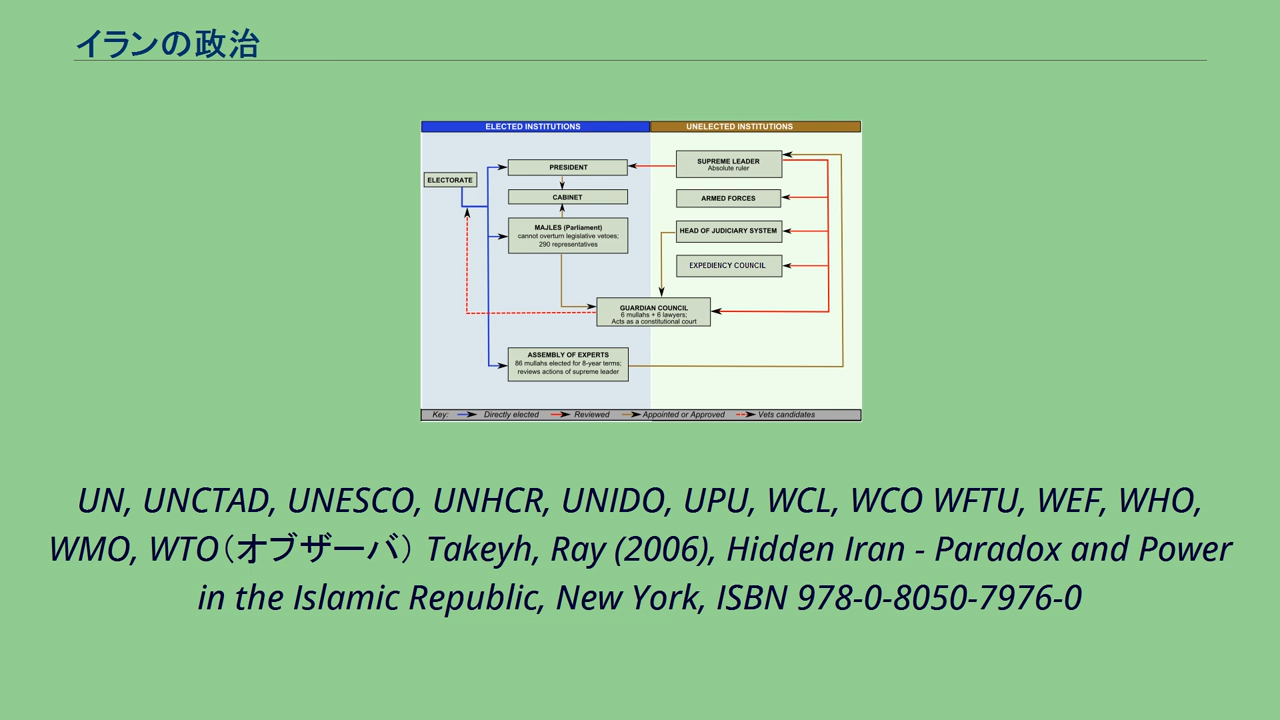 イランの政治
ELECTED INSTITUTIONS
UNELECTED INSTITUTIONS
ELECTORATE
PRESIDENT
CABINET
MAJLES (Parliament)
cannot overturn legislative vetoes;
290 representatives
SUPREME LEADER
Absolute ruler
ARMED FORCES
HEAD OF JUDICIARY SYSTEM
EXPEDIENCY COUNCIL
GUARDIAN COUNCIL
6 mullahs + 6 lawyers;
Acts as a constitutional court
ASSEMBLY OF EXPERTS
86 mullahs elected for 8-year terms;
reviews actions of supreme leader
Key: Directly elected Reviewed Appointed or Approved Vets candidates
UN, UNCTAD, UNESCO, UNHCR, UNIDO, UPU, WCL, WCO WFTU, WEF, WHO,
WMO, WTO（オブザーバ） Takeyh, Ray (2006), Hidden Iran - Paradox and Power
in the Islamic Republic, New York, ISBN 978-0-8050-7976-0